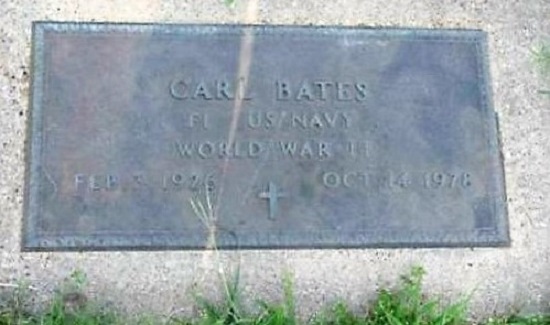 CARL BATES
F1 US NAVY
WORLD WAR II
FEB 3 1926 OCT 14 1978